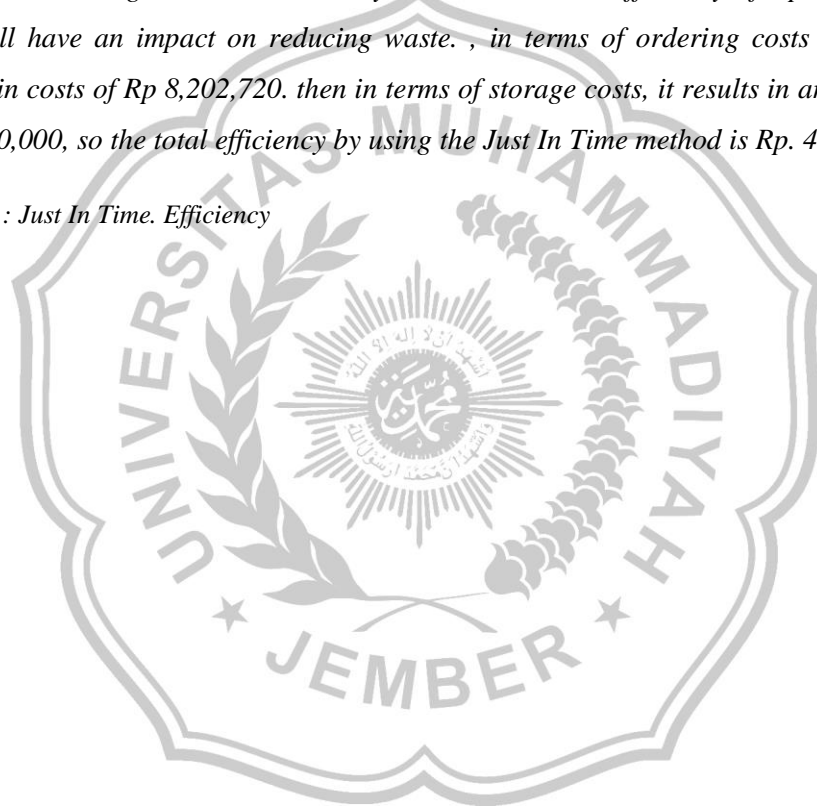 ll have an impact on reducing waste. , in terms of ordering costs
in costs of Rp 8,202,720. then in terms of storage costs, it results in
0,000, so the total efficiency by using the Just In Time method is Rp. 4
: Just In Time. Efficiency
UNIVERSITAS MUHAMMADIYAH
JEMBER